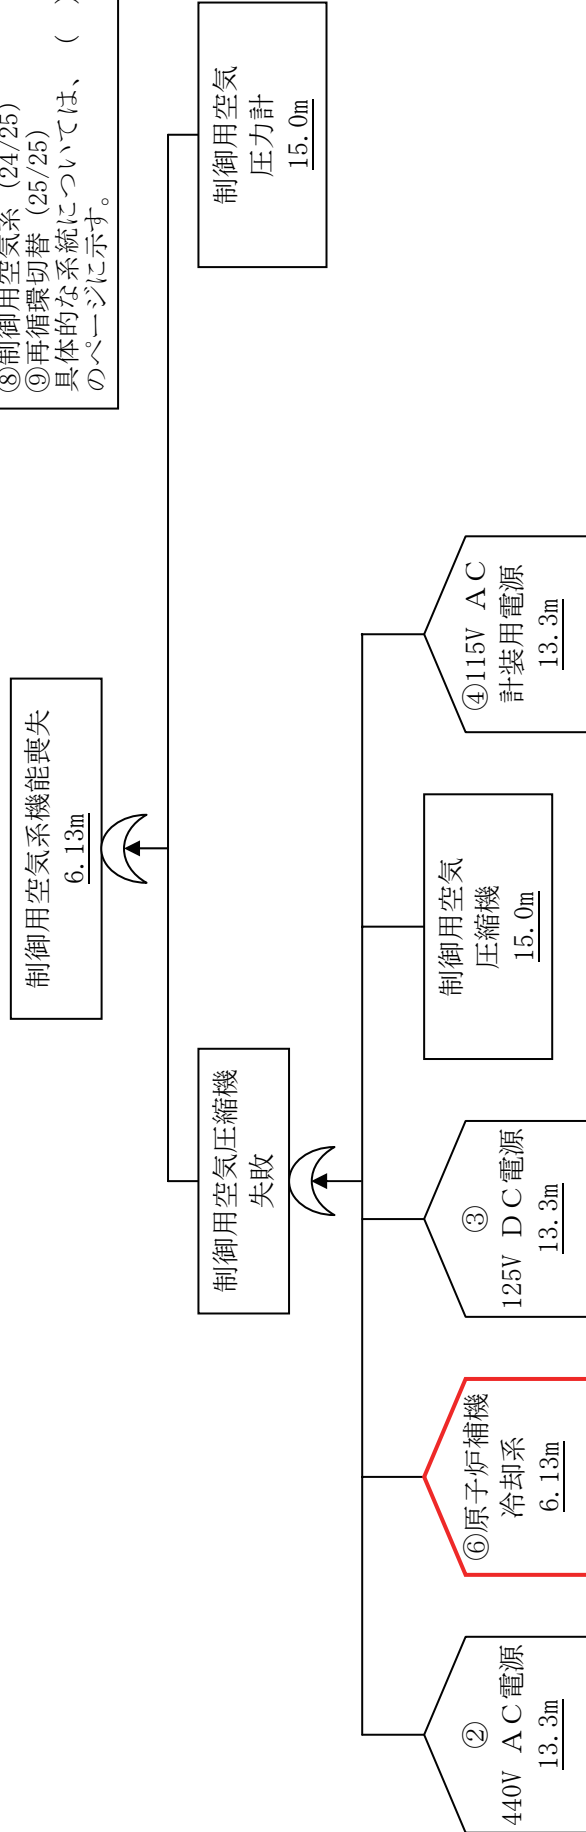 ⑧制御用空気系 (24/25)
⑨再循環切替 (25/25)
具体的な系統については、( )
のページに示す。
制御用空気系機能喪失
6.13m
制御用空気圧縮機
失敗
制御用空気
圧力計
15.0m
②
440V AC電源
13.3m
⑥原子炉補機
冷却系
6.13m
③
125V DC電源
13.3m
制御用空気
圧縮機
15.0m
④115V AC
計装用電源
13.3m